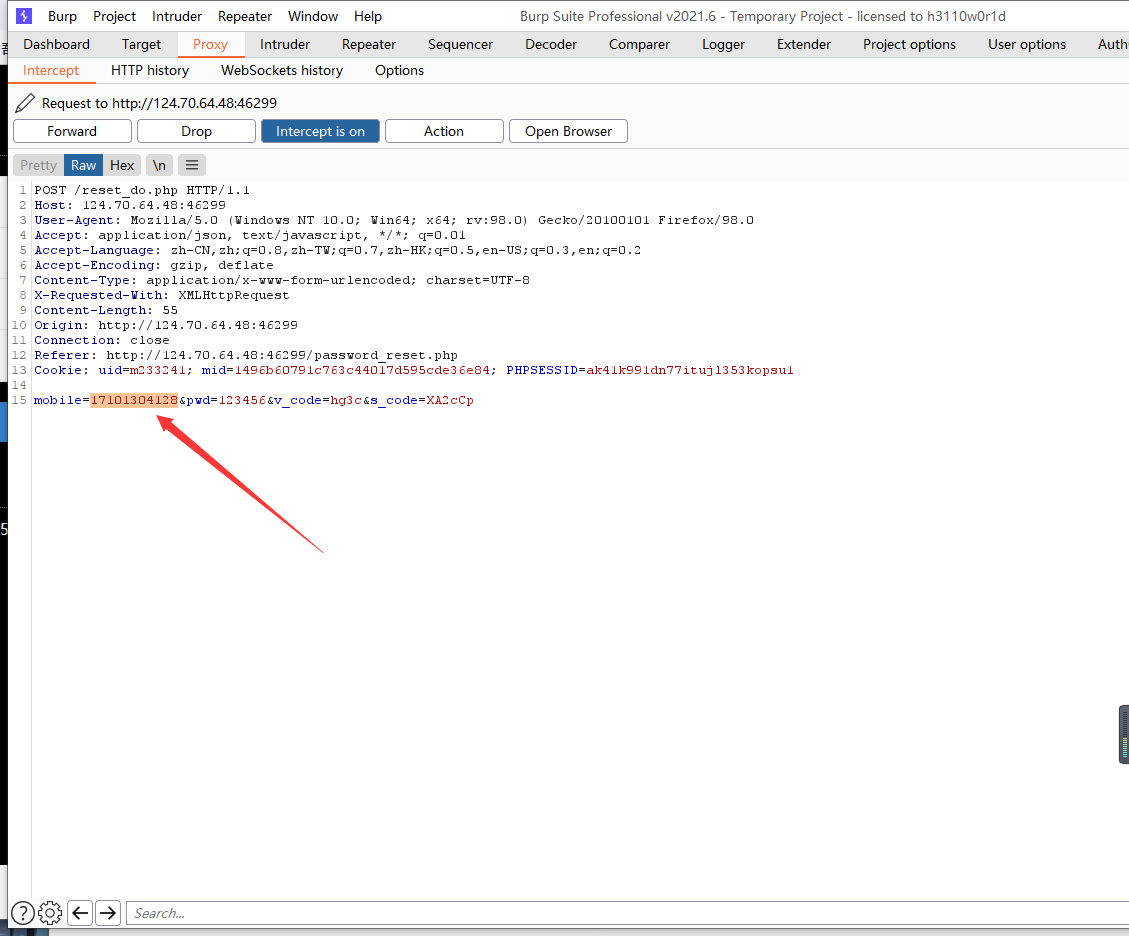 Burp Project Intruder Repeater Window Help Burp Suite Professional v2021.6 - Temporary Project - licensed to h3110w0r1d
Dashboard Target Proxy Intruder Repeater Sequencer Decoder Comparer Logger Extender Project options User options Auth
Intercept HTTP history WebSockets history Options
Request to http://124.70.64.48:46299
Forward Drop Intercept is on Action Open Browser
Pretty Raw Hex \n
1 POST /reset_do.php HTTP/1.1
2 Host: 124.70.64.48:46299
3 User-Agent: Mozilla/5.0 (Windows NT 10.0; Win64; x64; rv:98.0) Gecko/20100101 Firefox/98.0
4 Accept: application/json, text/javascript, */*; q=0.01
5 Accept-Language: zh-CN,zh;q=0.8,zh-TW;q=0.7,zh-HK;q=0.5,en-US;q=0.3,en;q=0.2
6 Accept-Encoding: gzip, deflate
7 Content-Type: application/x-www-form-urlencoded; charset=UTF-8
8 X-Requested-With: XMLHttpRequest
9 Content-Length: 55
10 Origin: http://124.70.64.48:46299
11 Connection: close
12 Referer: http://124.70.64.48:46299/password_reset.php
13 Cookie: uid=m233241; mid=1496b60791c763c44017d595cde36e84; PHPSESSID=ak41k991dn77ituj1353kopsu1
14
15 mobile=17101304128&pwd=123456&v_code=hg3c&s_code=XA2cCp
5
? Search...